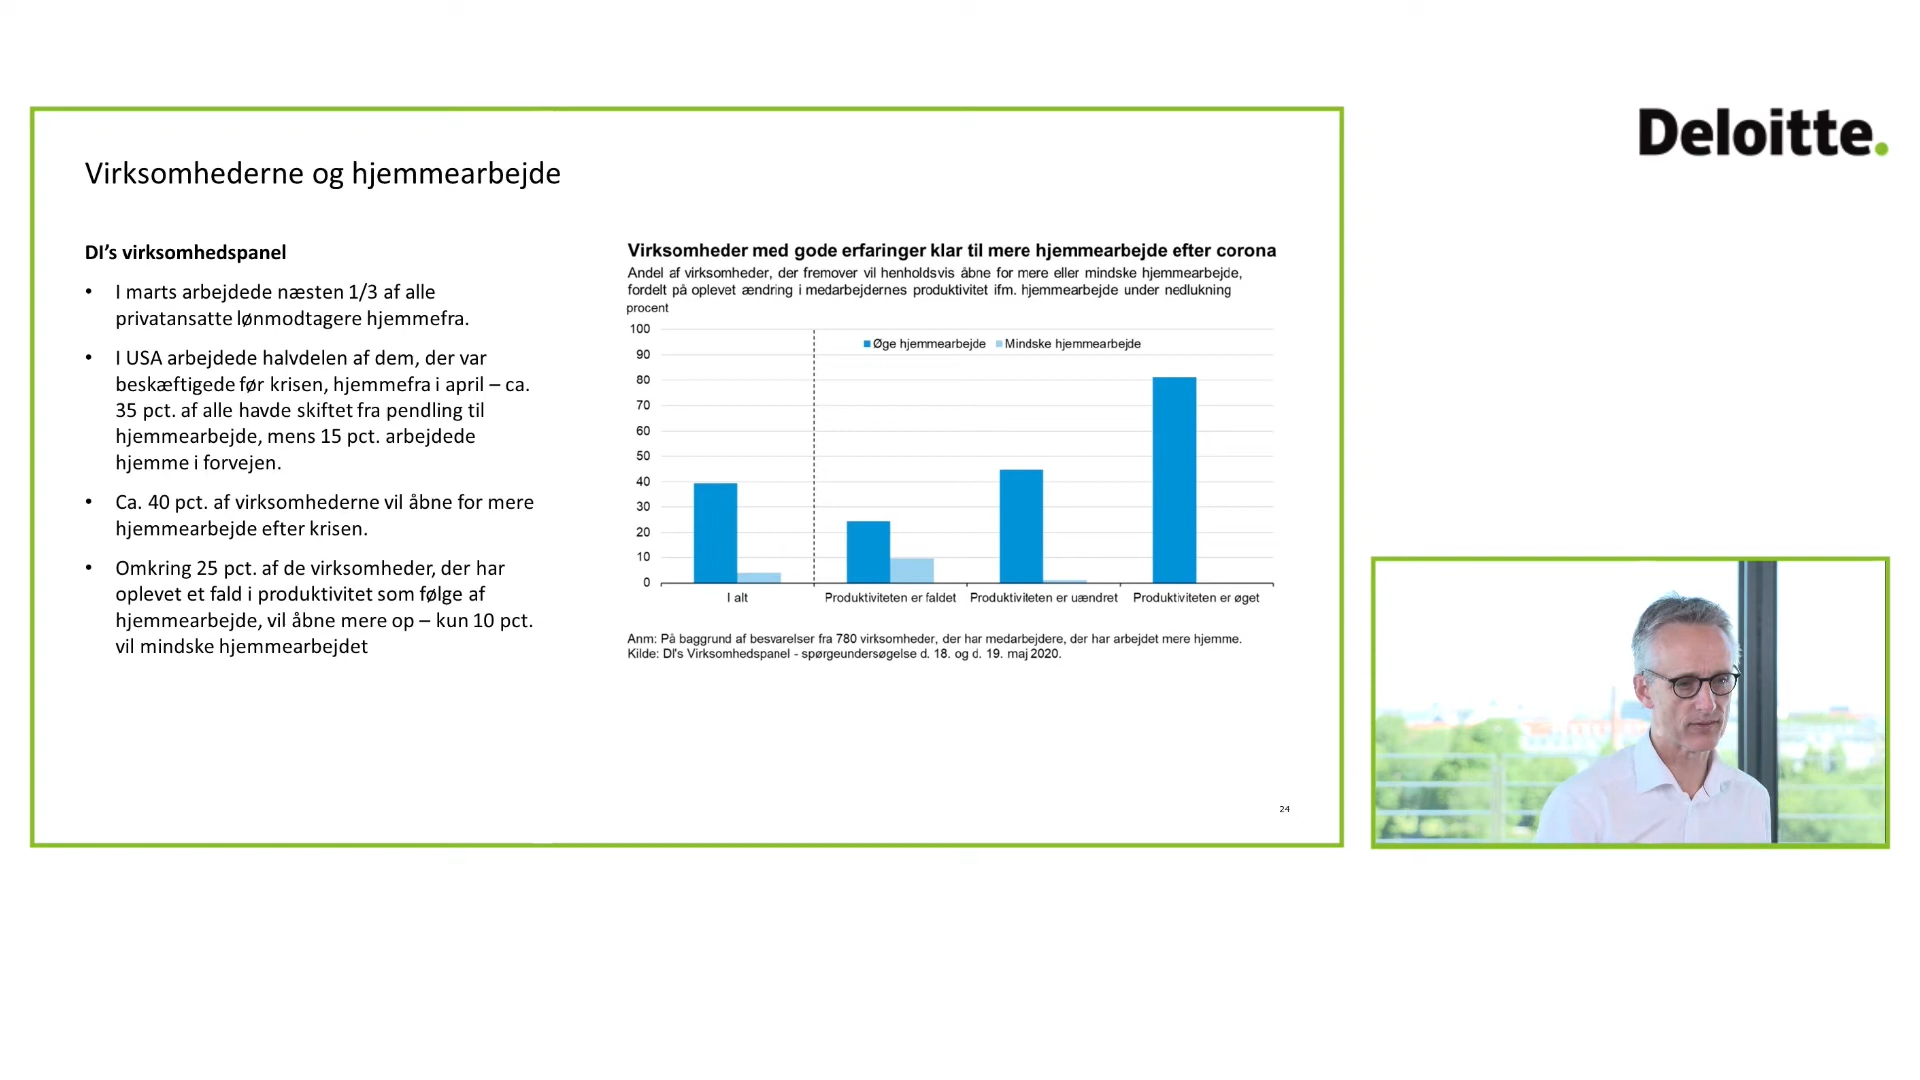 Deloitte.
Virksomhederne og hjemmearbejde
DI’s virksomhedspanel
• I marts arbejdede næsten 1/3 af alle
privatansatte lønmodtagere hjemmefra.
• I USA arbejdede halvdelen af dem, der var
beskæftigede før krisen, hjemmefra i april – ca.
35 pct. af alle havde skiftet fra pendling til
hjemmearbejde, mens 15 pct. arbejdede
hjemme i forvejen.
• Ca. 40 pct. af virksomhederne vil åbne for mere
hjemmearbejde efter krisen.
• Omkring 25 pct. af de virksomheder, der har
oplevet et fald i produktivitet som følge af
hjemmearbejde, vil åbne mere op – kun 10 pct.
vil mindske hjemmearbejdet
Virksomheder med gode erfaringer klar til mere hjemmearbejde efter corona
Andel af virksomheder, der fremover vil henholdsvis åbne for mere eller mindske hjemmearbejde,
fordelt på oplevet ændring i medarbejdernes produktivitet ifm. hjemmearbejde under nedlukning
procent
100
90
80
70
60
50
40
30
20
10
0
Øge hjemmearbejde Mindske hjemmearbejde
I alt Produktiviteten er faldet Produktiviteten er uændret Produktiviteten er øget
Anm: På baggrund af besvarelser fra 780 virksomheder, der har medarbejdere, der har arbejdet mere hjemme.
Kilde: DI's Virksomhedspanel - spørgeundersøgelse d. 18. og d. 19. maj 2020.
24